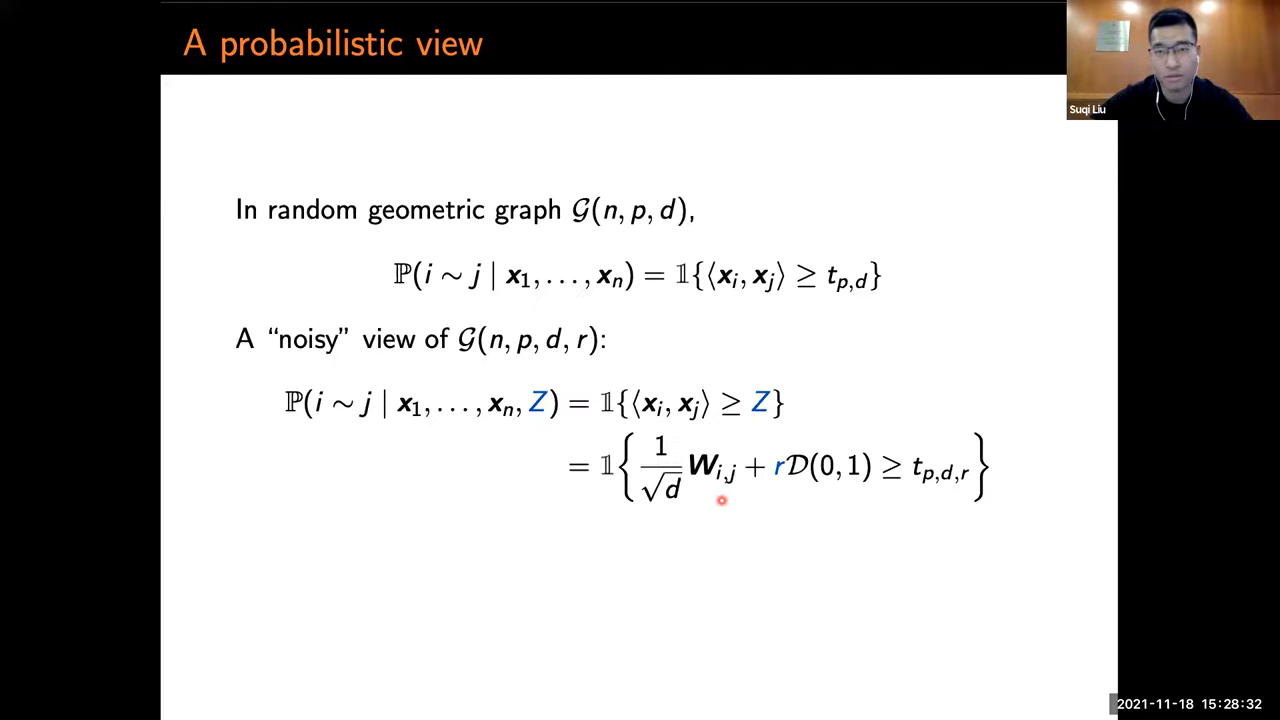 A probabilistic view
Suqi Liu
In random geometric graph 𝒢(n, p, d),
ℙ(i ∼ j | x₁, …, xₙ) = 𝟙{⟨xᵢ, xⱼ⟩ ≥ t_{p,d}}
A “noisy” view of 𝒢(n, p, d, r):
ℙ(i ∼ j | x₁, …, xₙ, Z) = 𝟙{⟨xᵢ, xⱼ⟩ ≥ Z}
= 𝟙{ 1/√d W_{i,j} + r𝒟(0, 1) ≥ t_{p,d,r} }
2021-11-18 15:28:32